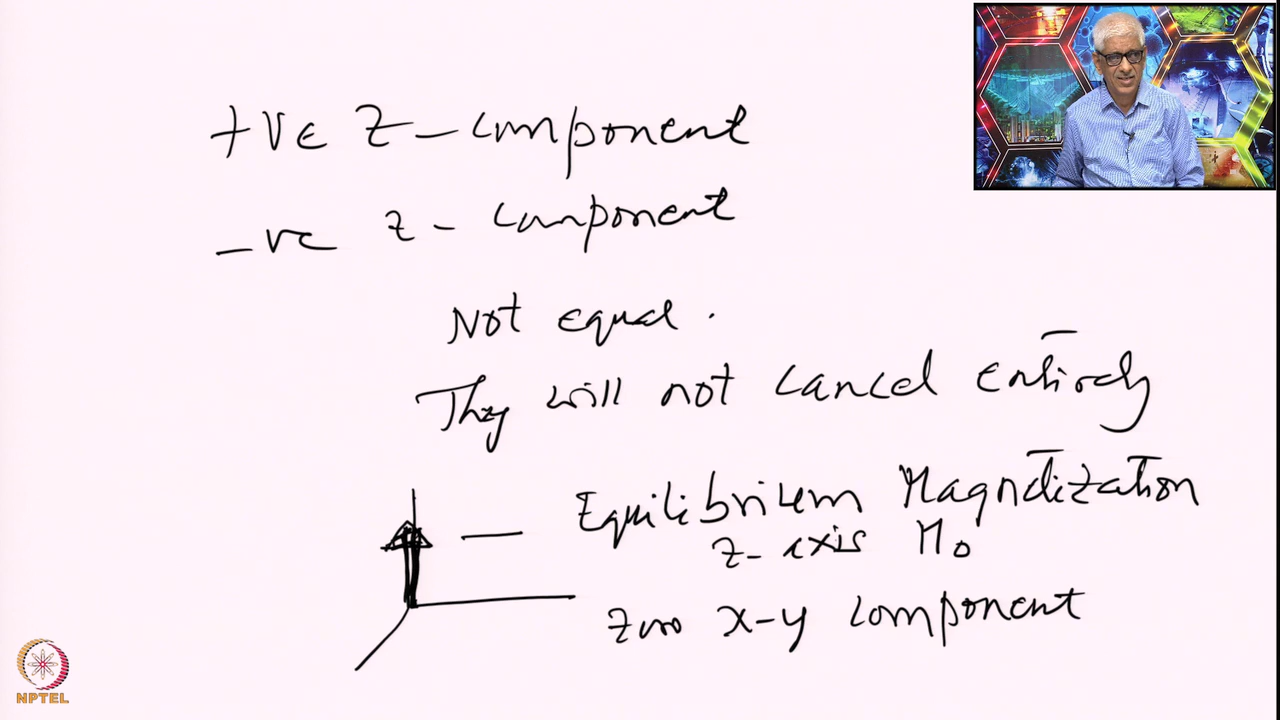 +ve Z-component
-ve z-component
Not equal.
They will not cancel entirely
Equilibrium Magnetization
z-axis M0
Zero x-y component
NPTEL